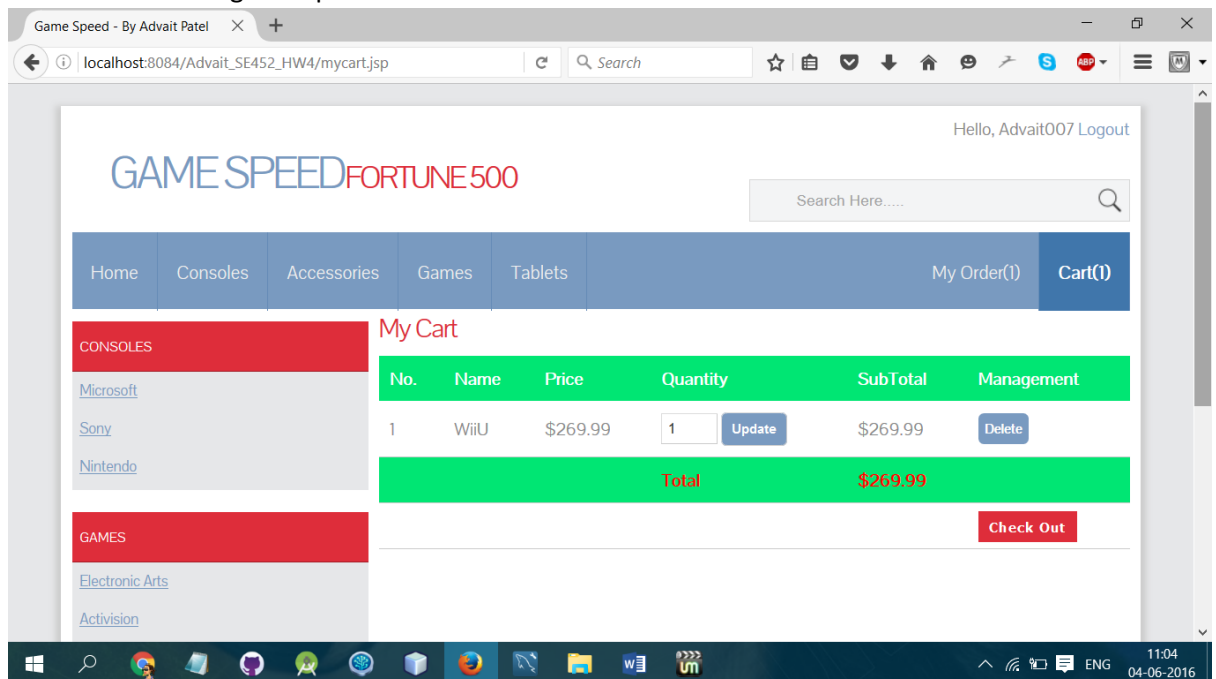 Game Speed - By Advait Patel
localhost:8084/Advait_SE452_HW4/mycart.jsp
Search
ABP
Hello, Advait007 Logout
GAME SPEED FORTUNE 500
Search Here.....
Home Consoles Accessories Games Tablets My Order(1) Cart(1)
CONSOLES
Microsoft
Sony
Nintendo
GAMES
Electronic Arts
Activision
My Cart
No. Name Price Quantity SubTotal Management
1 WiiU $269.99 1 Update $269.99 Delete
Total $269.99
Check Out
ENG
11:04
04-06-2016